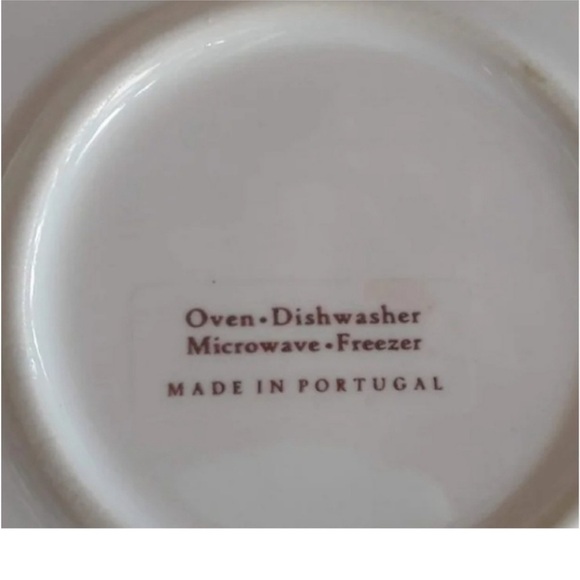 Oven•Dishwasher
Microwave•Freezer
MADE IN PORTUGAL